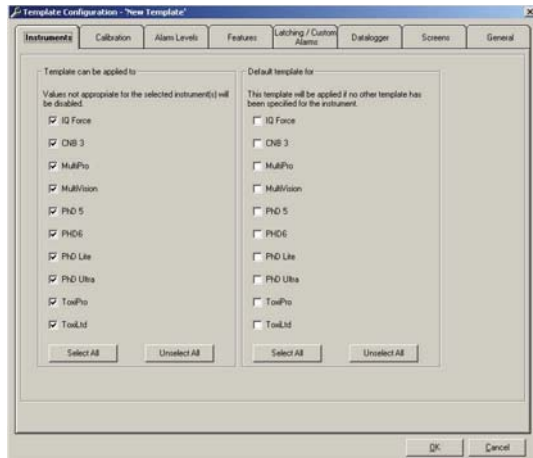 Template Configuration - 'New Template'
Instruments
Calibration
Alarm Levels
Features
Latching / Custom
Alarms
Datalogger
Screens
General
Template can be applied to
Values not appropriate for the selected instrument(s) will
be disabled.
IQ Force
CNB 3
MultiPro
MultiVision
PhD 5
PHD6
PhD Lite
PhD Ultra
ToxiPro
ToxiLtd
Select All
Unselect All
Default template for
This template will be applied if no other template has
been specified for the instrument.
IQ Force
CNB 3
MultiPro
MultiVision
PhD 5
PHD6
PhD Lite
PhD Ultra
ToxiPro
ToxiLtd
Select All
Unselect All
OK
Cancel